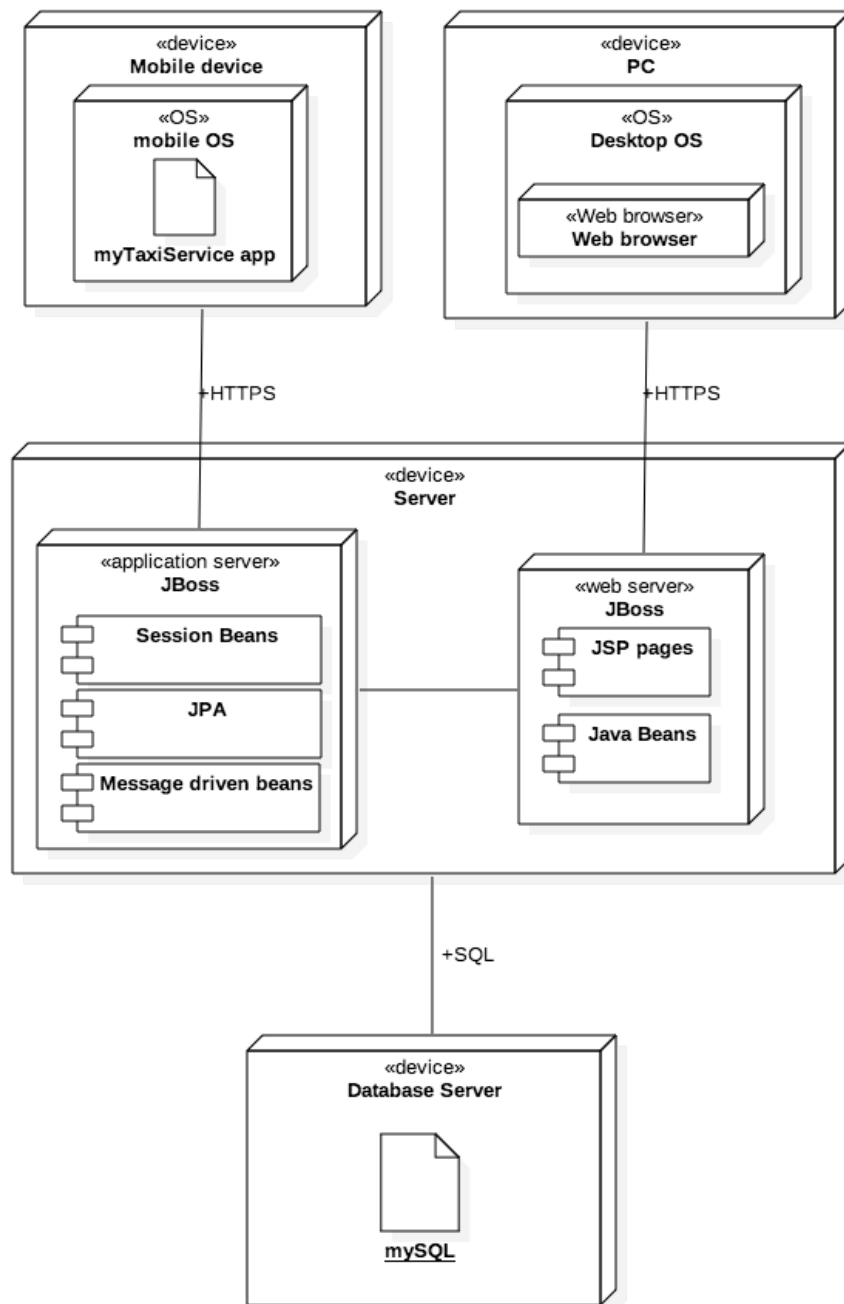 «device»
Mobile device
«OS»
mobile OS
myTaxiService app
«device»
PC
«OS»
Desktop OS
«Web browser»
Web browser
+HTTPS
+HTTPS
«device»
Server
«application server»
JBoss
Session Beans
JPA
Message driven beans
«web server»
JBoss
JSP pages
Java Beans
+SQL
«device»
Database Server
mySQL